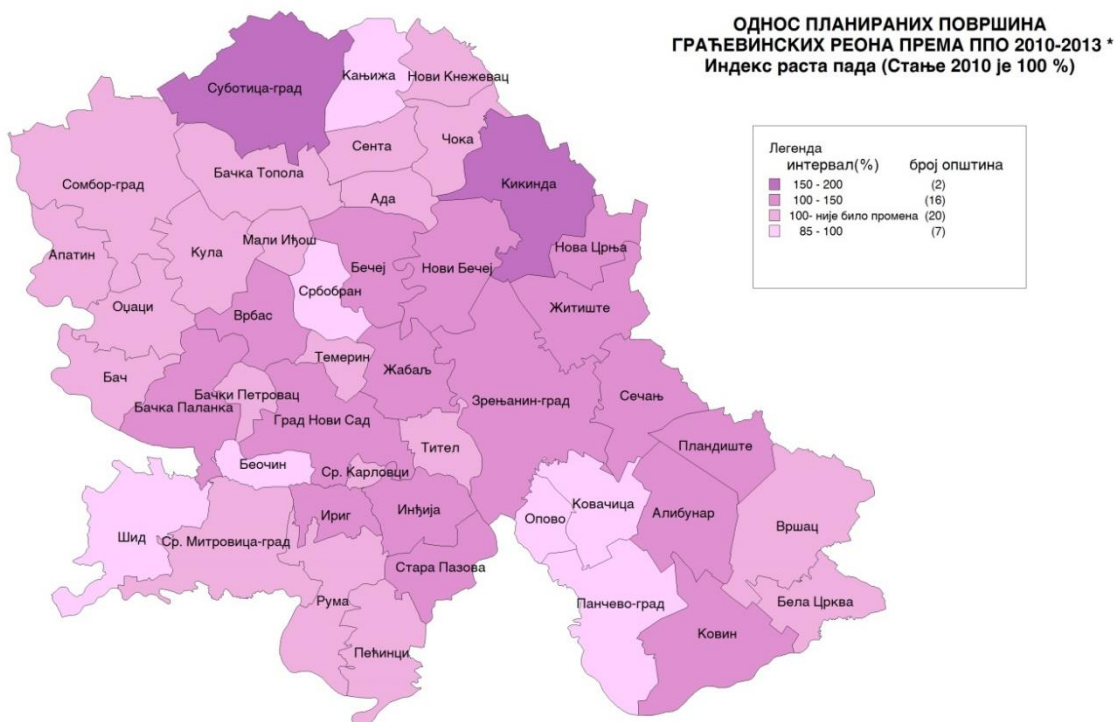 ОДНОС ПЛАНИРАНИХ ПОВРШИНА
ГРАЂЕВИНСКИХ РЕОНА ПРЕМА ППО 2010-2013 *
Индекс раста пада (Стање 2010 је 100 %)
Легенда
интервал(%) број општина
150 - 200 (2)
100 - 150 (16)
100- није било промена (20)
85 - 100 (7)
Суботица-град
Кањижа
Нови Кнежевац
Сента
Чока
Бачка Топола
Сомбор-град
Кикинда
Ада
Мали Иђош
Кула
Апатин
Бечеј
Нови Бечеј
Нова Црња
Србобран
Оџаци
Врбас
Житиште
Темерин
Жабаљ
Бач
Бачки Петровац
Бачка Паланка
Зрењанин-град
Сечањ
Град Нови Сад
Тител
Пландиште
Беочин
Ср. Карловци
Ковачица
Опово
Алибунар
Ириг
Инђија
Вршац
Шид
Ср. Митровица-град
Стара Пазова
Рума
Панчево-град
Бела Црква
Ковин
Пећинци